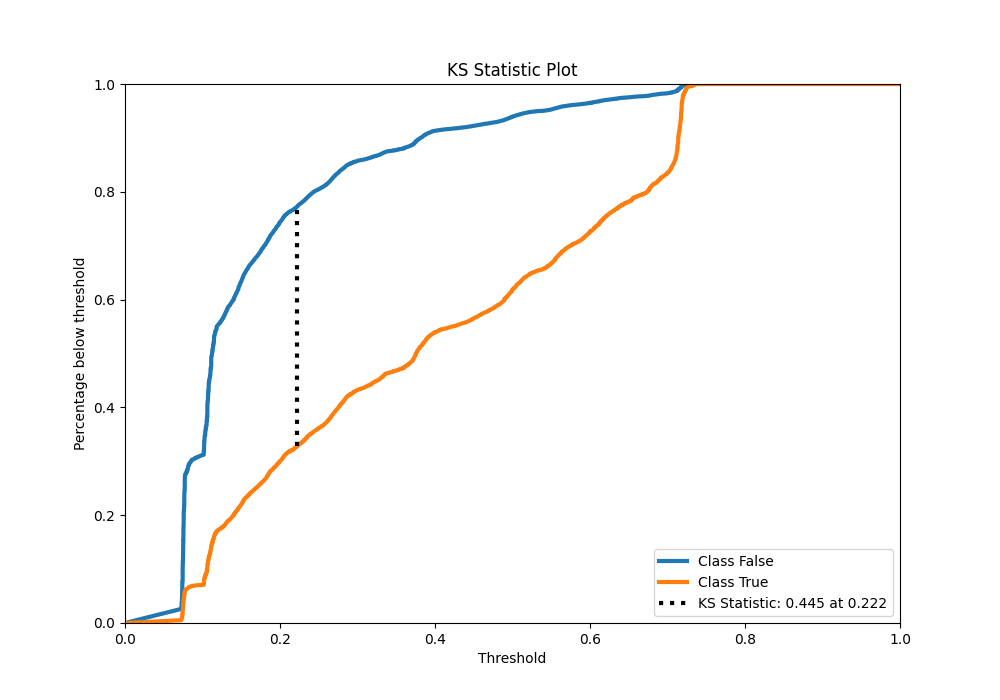 KS Statistic Plot
1.0
0.8
0.6
0.4
0.2
0.0
Percentage below threshold
0.0 0.2 0.4 0.6 0.8 1.0
Threshold
Class False
Class True
KS Statistic: 0.445 at 0.222